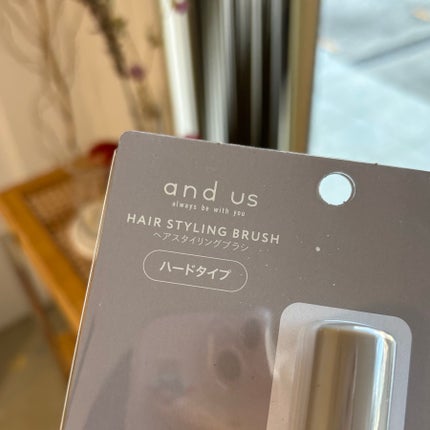 and us
always be with you
HAIR STYLING BRUSH
ヘアスタイリングブラシ
ハードタイプ